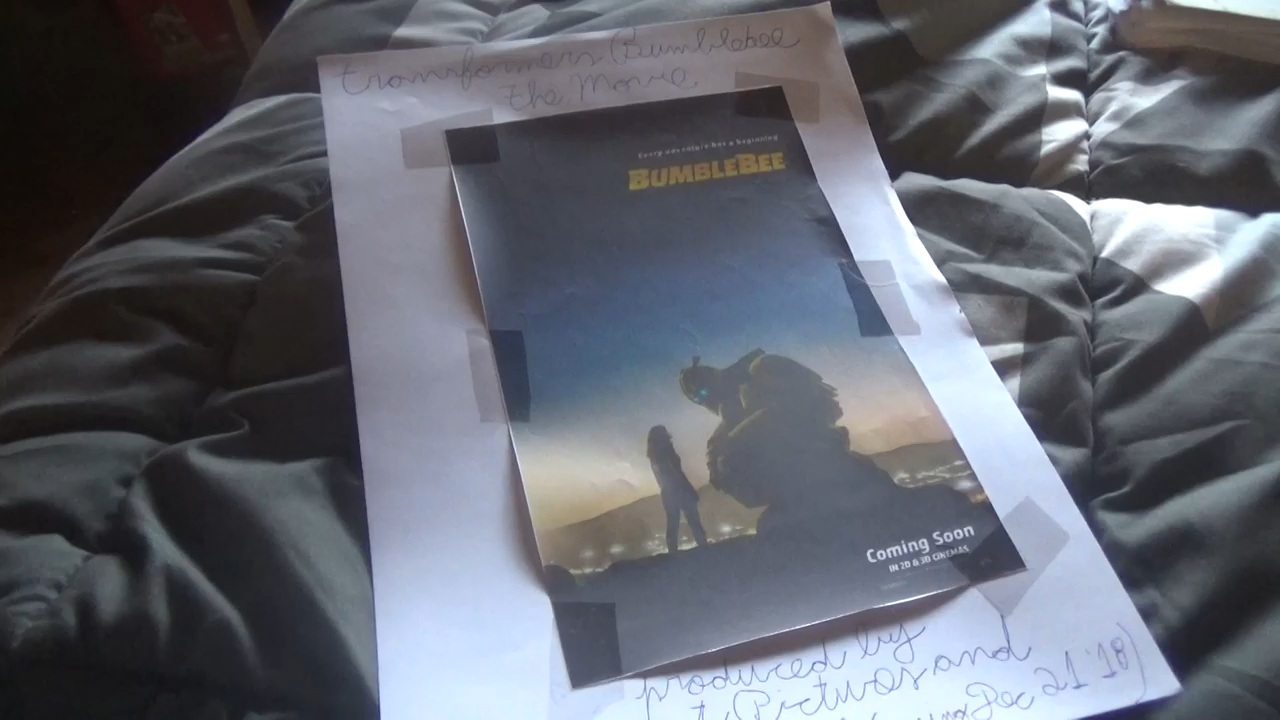 transformers (Bumblebee
the Movie
Every adventure has a beginning
BUMBLEBEE
Coming Soon
IN 2D & 3D CINEMAS
produced by
(Pictures and
Dec 21 '18)